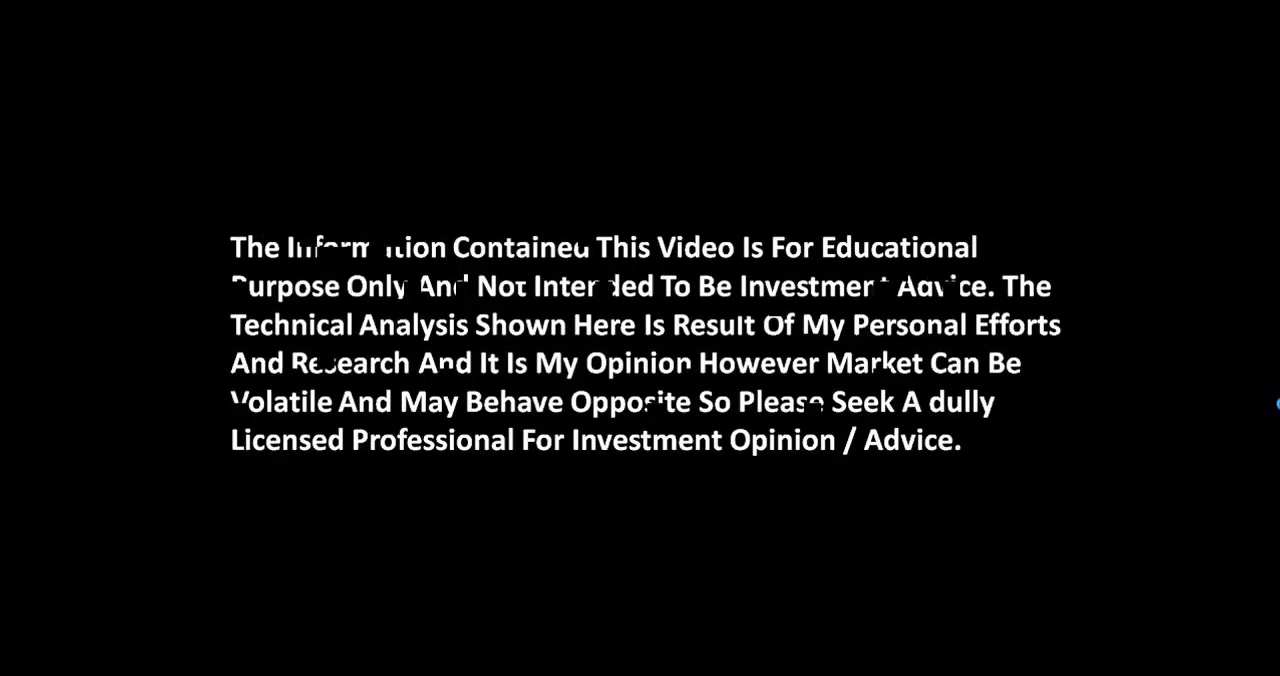 The Information Contained This Video Is For Educational
Purpose Only And Not Intended To Be Investment Advice. The
Technical Analysis Shown Here Is Result Of My Personal Efforts
And Research And It Is My Opinion However Market Can Be
Volatile And May Behave Opposite So Please Seek A dully
Licensed Professional For Investment Opinion / Advice.